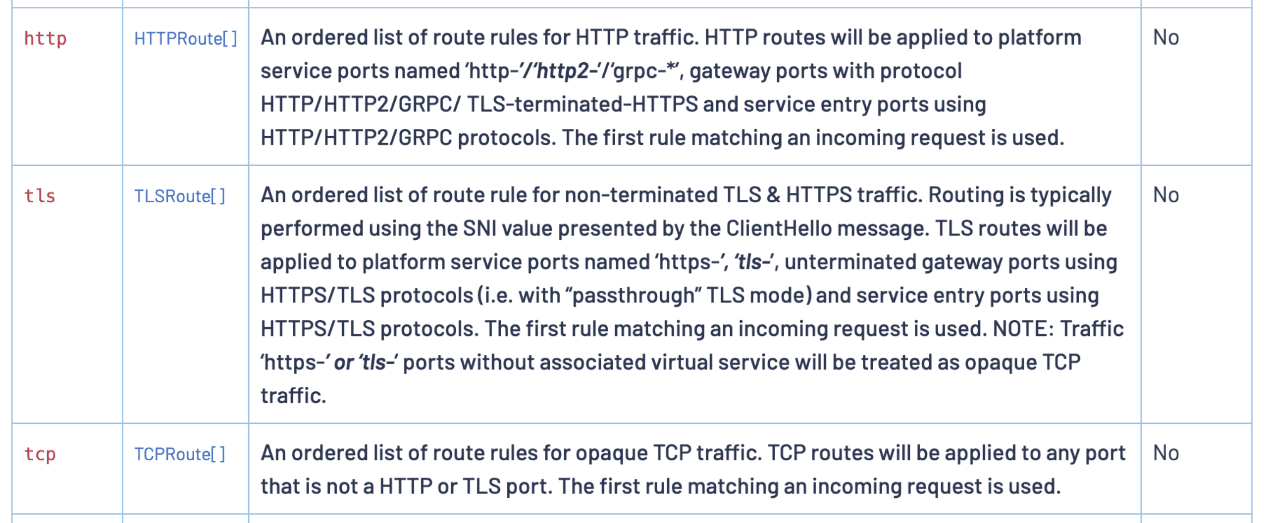 http HTTPRoute[] An ordered list of route rules for HTTP traffic. HTTP routes will be applied to platform No
service ports named ‘http-’/‘http2-’/‘grpc-*’, gateway ports with protocol
HTTP/HTTP2/GRPC/ TLS-terminated-HTTPS and service entry ports using
HTTP/HTTP2/GRPC protocols. The first rule matching an incoming request is used.
tls TLSRoute[] An ordered list of route rule for non-terminated TLS & HTTPS traffic. Routing is typically No
performed using the SNI value presented by the ClientHello message. TLS routes will be
applied to platform service ports named ‘https-’, ‘tls-’, unterminated gateway ports using
HTTPS/TLS protocols (i.e. with “passthrough” TLS mode) and service entry ports using
HTTPS/TLS protocols. The first rule matching an incoming request is used. NOTE: Traffic
‘https-’ or ‘tls-’ ports without associated virtual service will be treated as opaque TCP
traffic.
tcp TCPRoute[] An ordered list of route rules for opaque TCP traffic. TCP routes will be applied to any port No
that is not a HTTP or TLS port. The first rule matching an incoming request is used.